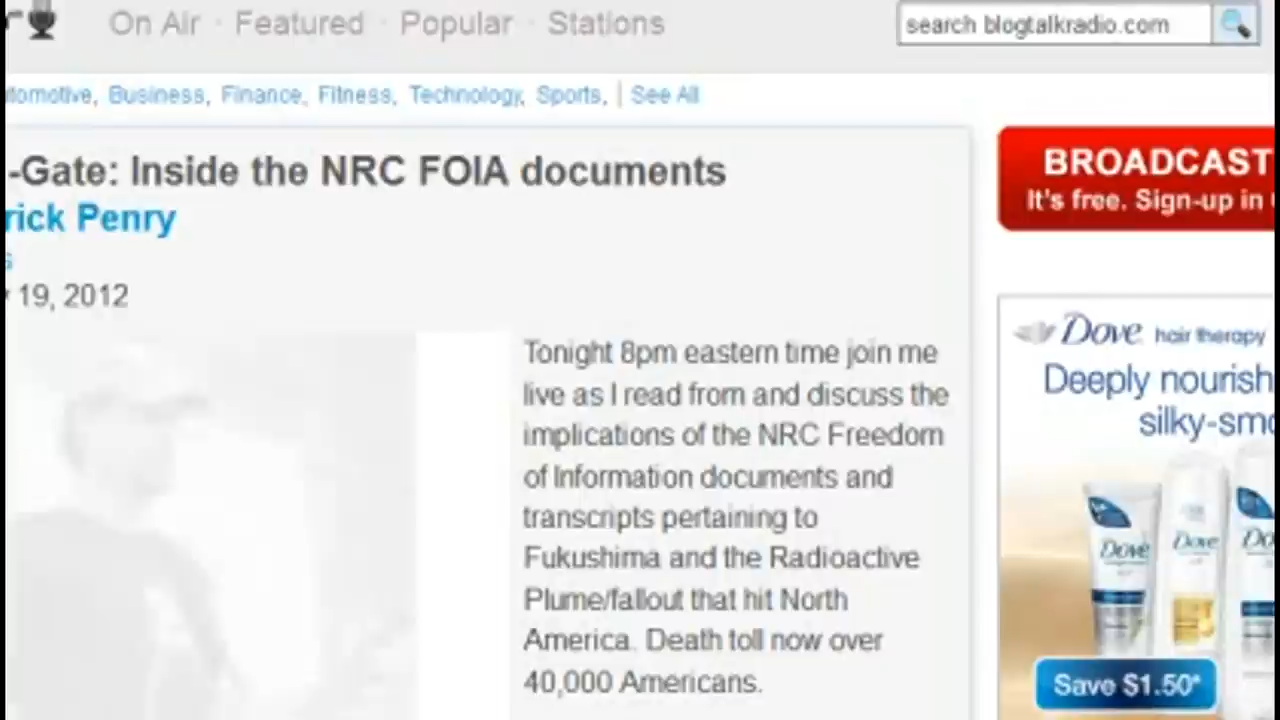 On Air · Featured · Popular · Stations
search blogtalkradio.com
Business, Finance, Fitness, Technology, Sports, | See All
-Gate: Inside the NRC FOIA documents
Penry
19, 2012
BROADCAST
It's free. Sign-up in
Tonight 8pm eastern time join me
live as I read from and discuss the
implications of the NRC Freedom
of Information documents and
transcripts pertaining to
Fukushima and the Radioactive
Plume/fallout that hit North
America. Death toll now over
40,000 Americans.
Dove hair therapy
Deeply nourish
silky-smo
Dove
Dove
Do
Save $1.50*